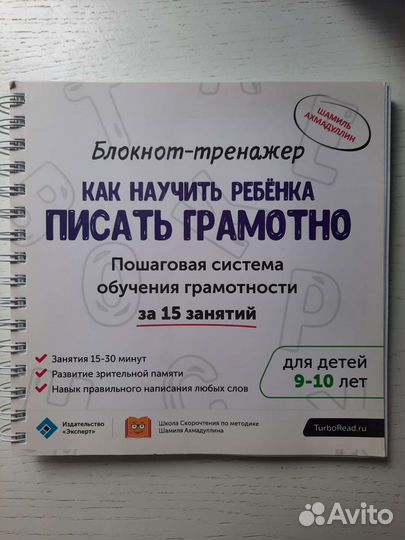 ШАМИЛЬ
АХМАДУЛЛИН
Блокнот-тренажер
КАК НАУЧИТЬ РЕБЁНКА
ПИСАТЬ ГРАМОТНО
Пошаговая система
обучения грамотности
за 15 занятий
Занятия 15-30 минут
Развитие зрительной памяти
Навык правильного написания любых слов
для детей
9-10 лет
Издательство
«Эксперт»
Школа Скорочтения по методике
Шамиля Ахмадуллина
TurboRead.ru
Avito